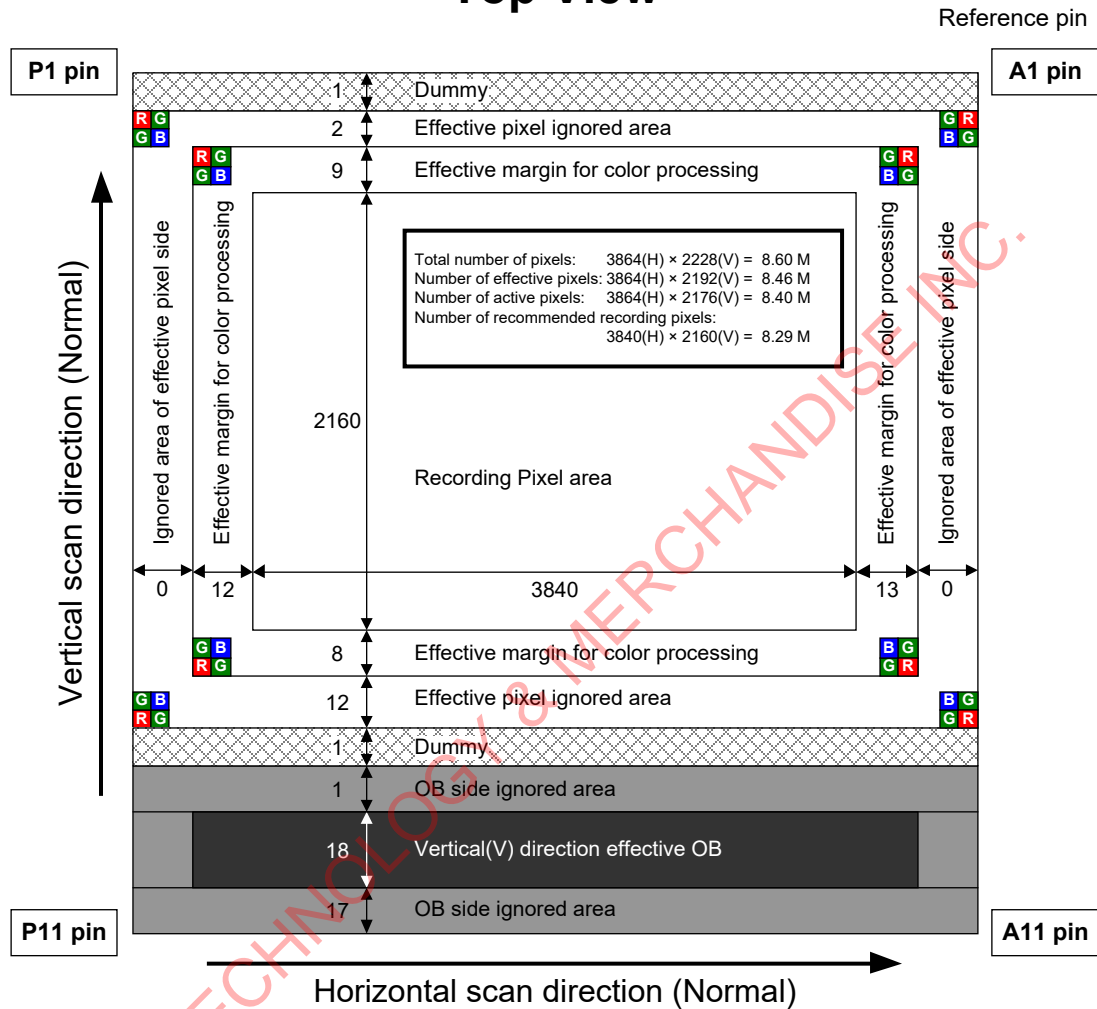 Top View
Reference pin
P1 pin
A1 pin
1 Dummy
R G
G B
G R
B G
2 Effective pixel ignored area
R G
G B
G R
B G
9 Effective margin for color processing
Total number of pixels: 3864(H) × 2228(V) = 8.60 M
Number of effective pixels: 3864(H) × 2192(V) = 8.46 M
Number of active pixels: 3864(H) × 2176(V) = 8.40 M
Number of recommended recording pixels:
3840(H) × 2160(V) = 8.29 M
Vertical scan direction (Normal)
Ignored area of effective pixel side
Effective margin for color processing
2160
Recording Pixel area
Effective margin for color processing
Ignored area of effective pixel side
0 12 3840 13 0
G B
R G
B G
G R
8 Effective margin for color processing
12 Effective pixel ignored area
G B
R G
B G
G R
1 Dummy
1 OB side ignored area
18 Vertical(V) direction effective OB
17 OB side ignored area
P11 pin
A11 pin
Horizontal scan direction (Normal)
TECHNOLOGY & MERCHANDISE INC.